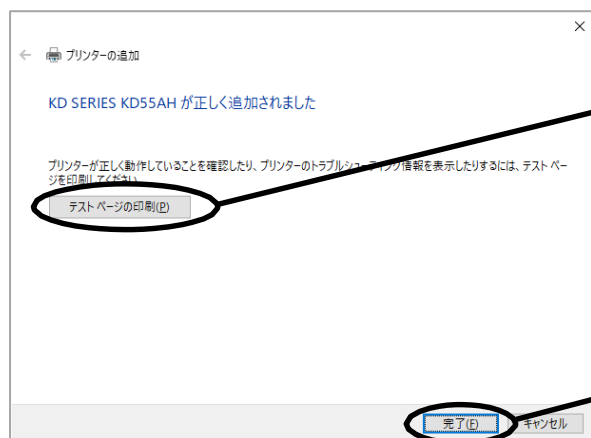 プリンターの追加
KD SERIES KD55AH が正しく追加されました
プリンターが正しく動作していることを確認したり、プリンターのトラブルシューティング情報を表示したりするには、テスト ペー
ジを印刷してください
テスト ページの印刷(P)
完了(F)
キャンセル